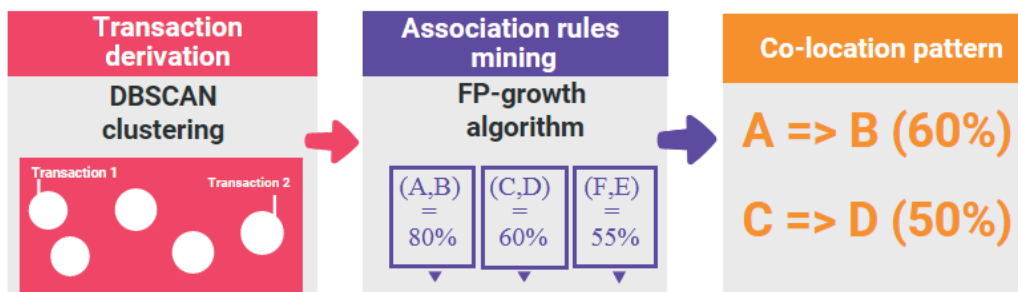 Transaction
derivation
DBSCAN
clustering
Transaction 1
Transaction 2
Association rules
mining
FP-growth
algorithm
(A,B)
=
80%
(C,D)
=
60%
(F,E)
=
55%
Co-location pattern
A => B (60%)
C => D (50%)